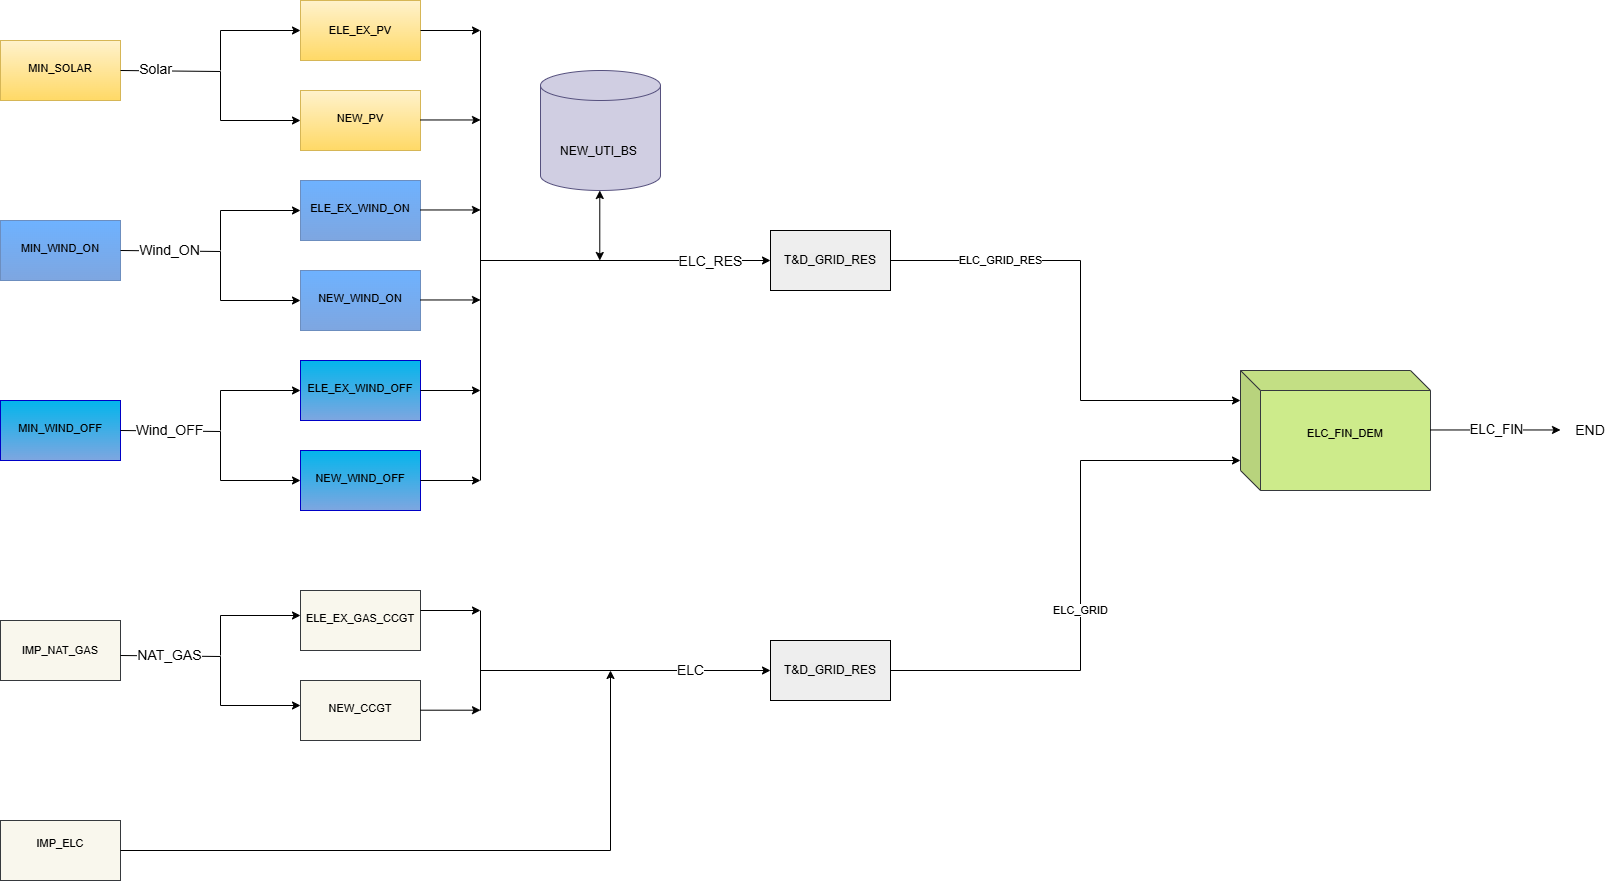 ELE_EX_PV
MIN_SOLAR
Solar
NEW_PV
NEW_UTI_BS
ELE_EX_WIND_ON
MIN_WIND_ON
Wind_ON
NEW_WIND_ON
ELC_RES
T&D_GRID_RES
ELC_GRID_RES
ELE_EX_WIND_OFF
MIN_WIND_OFF
Wind_OFF
NEW_WIND_OFF
ELC_FIN_DEM
ELC_FIN
END
ELE_EX_GAS_CCGT
IMP_NAT_GAS
NAT_GAS
NEW_CCGT
ELC
T&D_GRID_RES
ELC_GRID
IMP_ELC